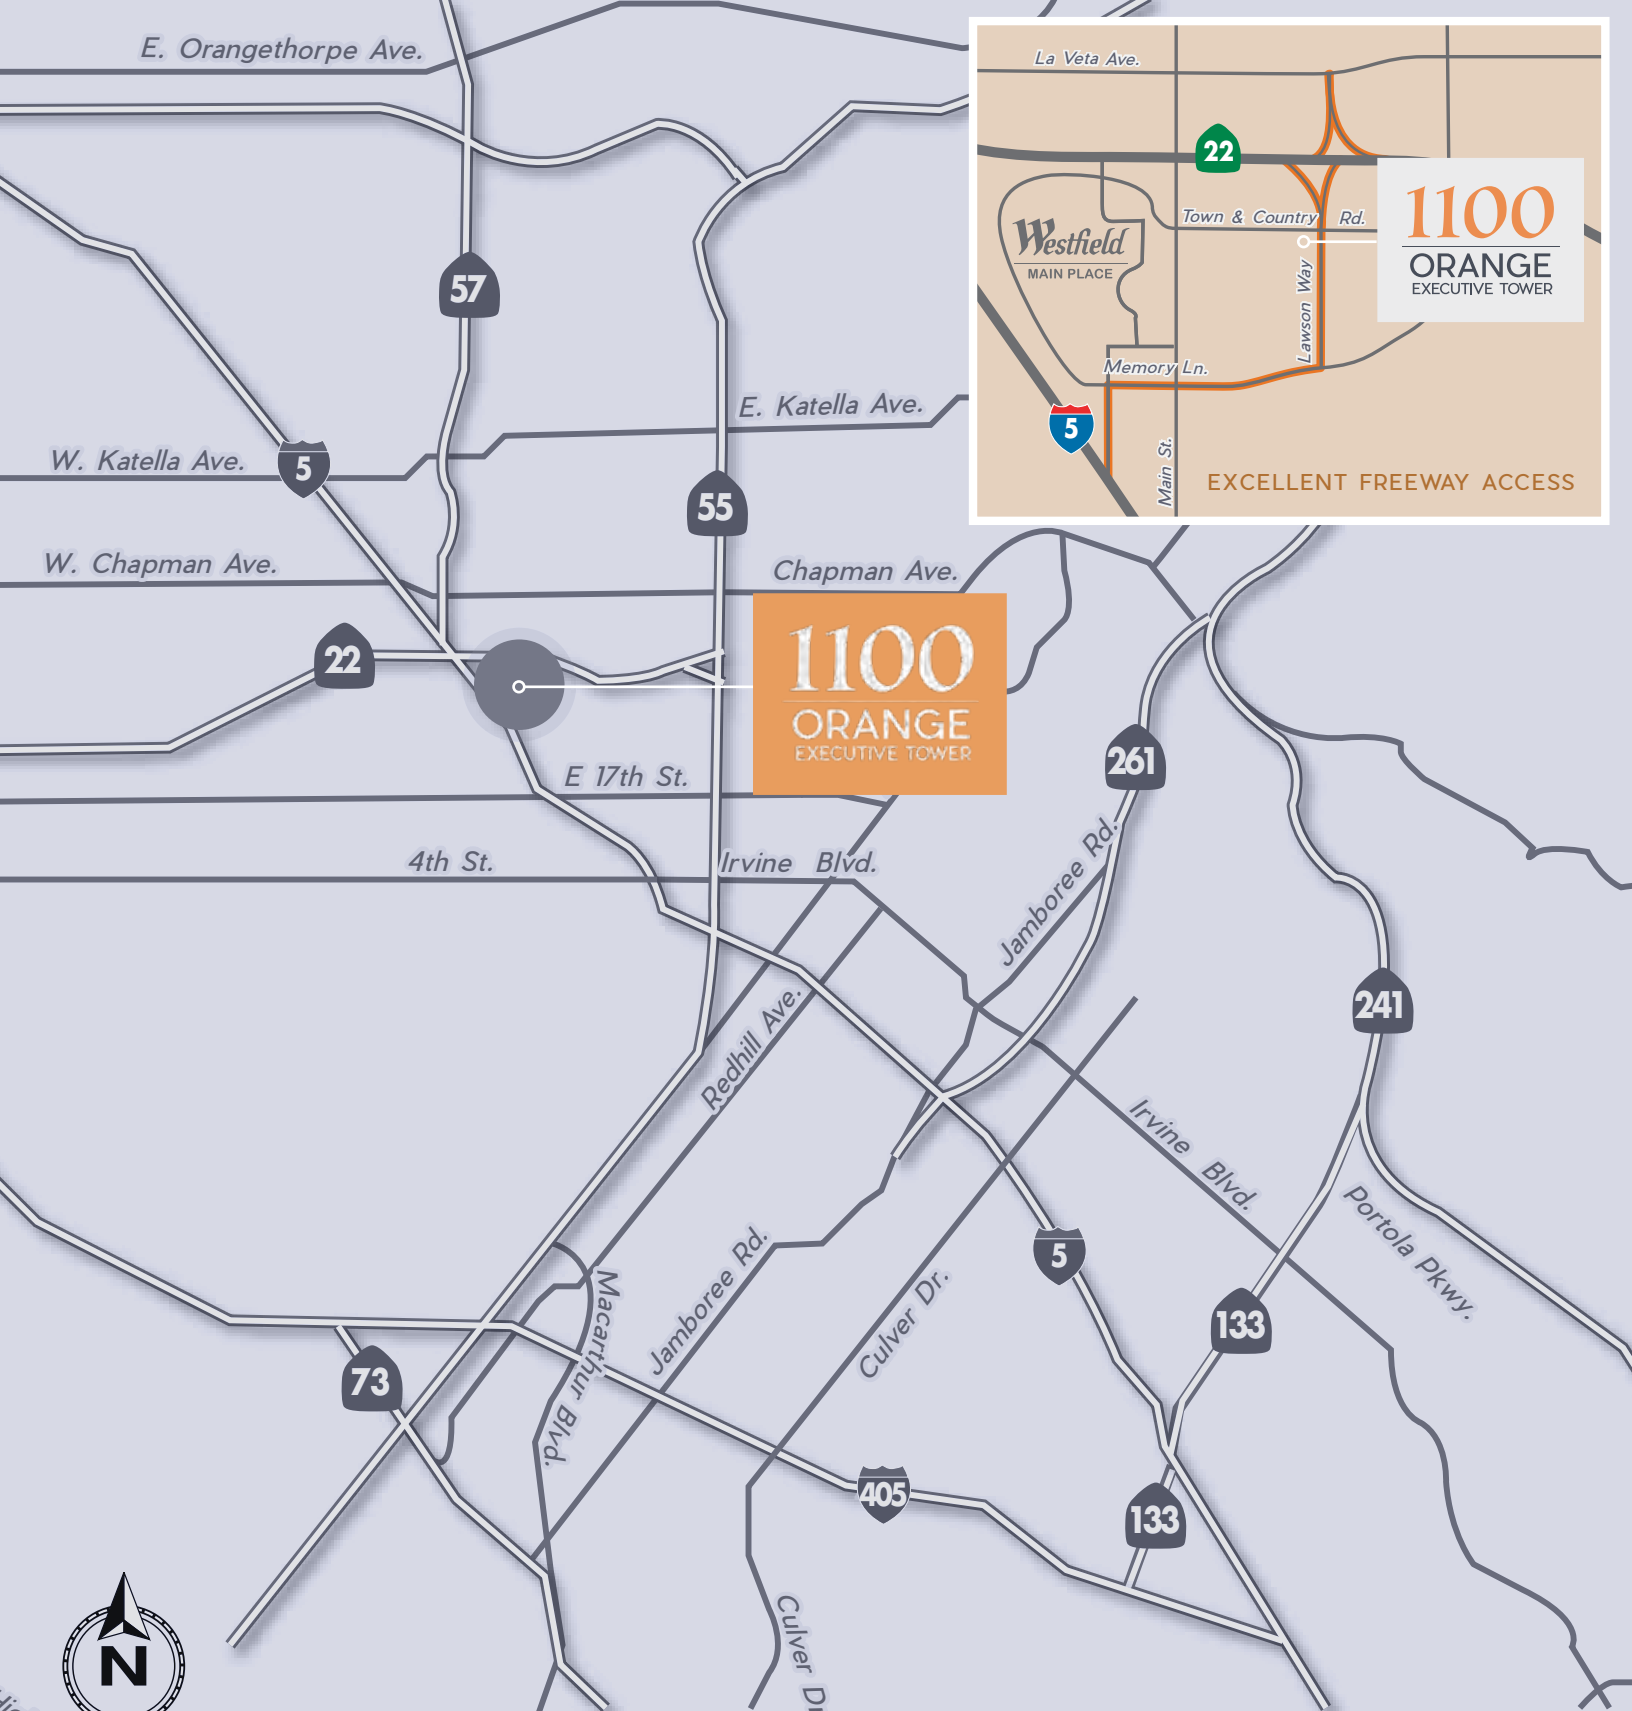 E. Orangethorpe Ave.
La Veta Ave.
22
1100
ORANGE
EXECUTIVE TOWER
Town & Country Rd.
Westfield
MAIN PLACE
Lawson Way
Memory Ln.
5
Main St.
EXCELLENT FREEWAY ACCESS
57
E. Katella Ave.
W. Katella Ave.
5
55
W. Chapman Ave.
Chapman Ave.
22
1100
ORANGE
EXECUTIVE TOWER
E 17th St.
261
4th St.
Irvine Blvd.
Jamboree Rd.
241
Redhill Ave.
Irvine Blvd.
Portola Pkwy.
5
Jamboree Rd.
Culver Dr.
Macarthur Blvd.
133
73
405
133
Culver Dr
N